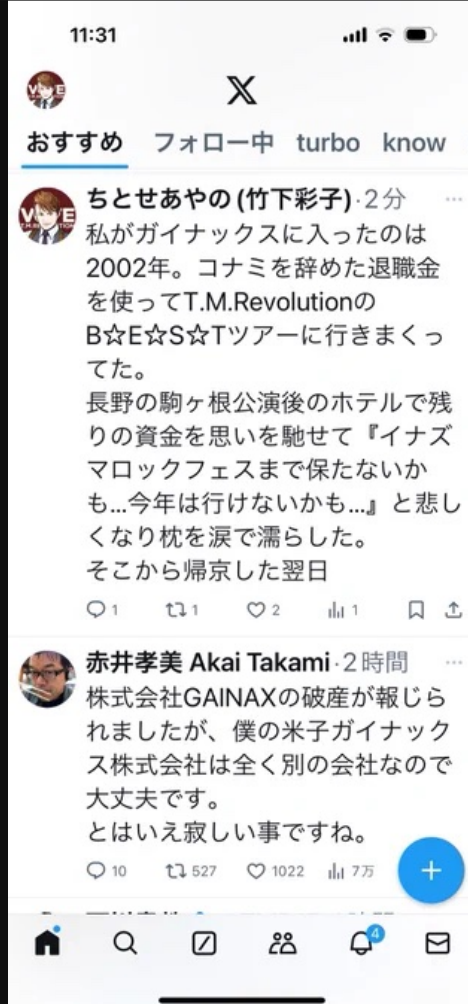 11:31
X
おすすめ フォロー中 turbo know
ちとせあやの (竹下彩子)·2分
私がガイナックスに入ったのは
2002年。コナミを辞めた退職金
を使ってT.M.Revolutionの
B☆E☆S☆Tツアーに行きまくっ
てた。
長野の駒ヶ根公演後のホテルで残
りの資金を思いを馳せて『イナズ
マロックフェスまで保たないか
も...今年は行けないかも...』と悲し
くなり枕を涙で濡らした。
そこから帰京した翌日
1 1 2 1
赤井孝美 Akai Takami·2時間
株式会社GAINAXの破産が報じら
れましたが、僕の米子ガイナック
ス株式会社は全く別の会社なので
大丈夫です。
とはいえ寂しい事ですね。
10 527 1022 7万
4